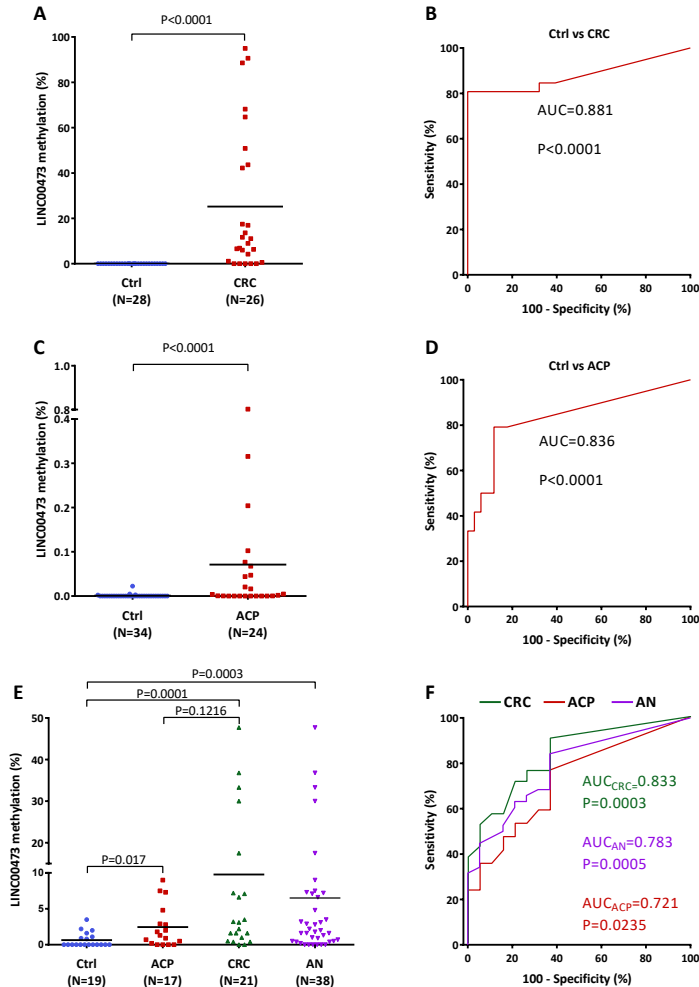 A
P<0.0001
LINC00473 methylation (%)
100
80
60
40
20
0
Ctrl
(N=28)
CRC
(N=26)
B
Ctrl vs CRC
Sensitivity (%)
100
80
60
40
20
0
AUC=0.881
P<0.0001
0
20
40
60
80
100
100 - Specificity (%)
C
P<0.0001
LINC00473 methylation (%)
1.0
0.8
0.4
0.3
0.2
0.1
0.0
Ctrl
(N=34)
ACP
(N=24)
D
Ctrl vs ACP
Sensitivity (%)
100
80
60
40
20
0
AUC=0.836
P<0.0001
0
20
40
60
80
100
100 - Specificity (%)
E
P=0.0003
P=0.0001
P=0.1216
P=0.017
LINC00473 methylation (%)
50
40
30
20
10
10
5
0
Ctrl
(N=19)
ACP
(N=17)
CRC
(N=21)
AN
(N=38)
F
CRC ACP AN
Sensitivity (%)
100
80
60
40
20
0
AUCCRC=0.833
P=0.0003
AUCAN=0.783
P=0.0005
AUCACP=0.721
P=0.0235
0
20
40
60
80
100
100 - Specificity (%)